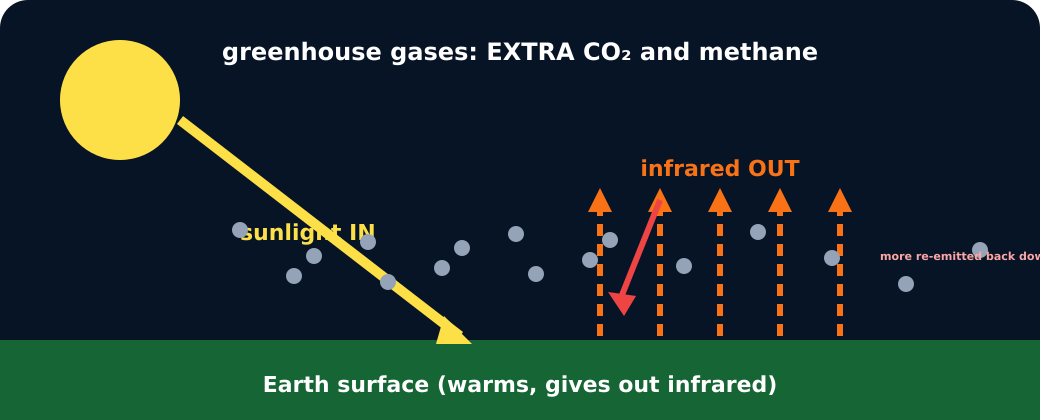 greenhouse gases: EXTRA CO₂ and methane
infrared OUT
sunlight IN
more re-emitted back dow
Earth surface (warms, gives out infrared)